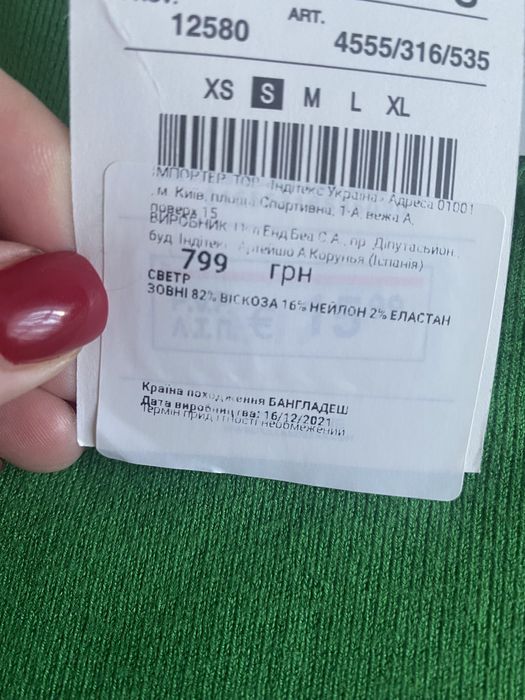 ART.
12580
4555/316/535
XS S M L XL
ІМПОРТЕР: ТОВ «Індітекс Україна» Адреса 01001
, м. Київ, площа Спортивна, 1-А, вежа А,
поверх 15
ВИРОБНИК: Пул Енд Беа С.А., пр. Діпутасьйон,
буд. Індітекс, Артейшо А Корунья (Іспанія)
799 грн
СВЕТР
ЗОВНІ 82% ВІСКОЗА 16% НЕЙЛОН 2% ЕЛАСТАН
Країна походження БАНГЛАДЕШ
Дата виробництва: 16/12/2021
Термін придатності необмежений